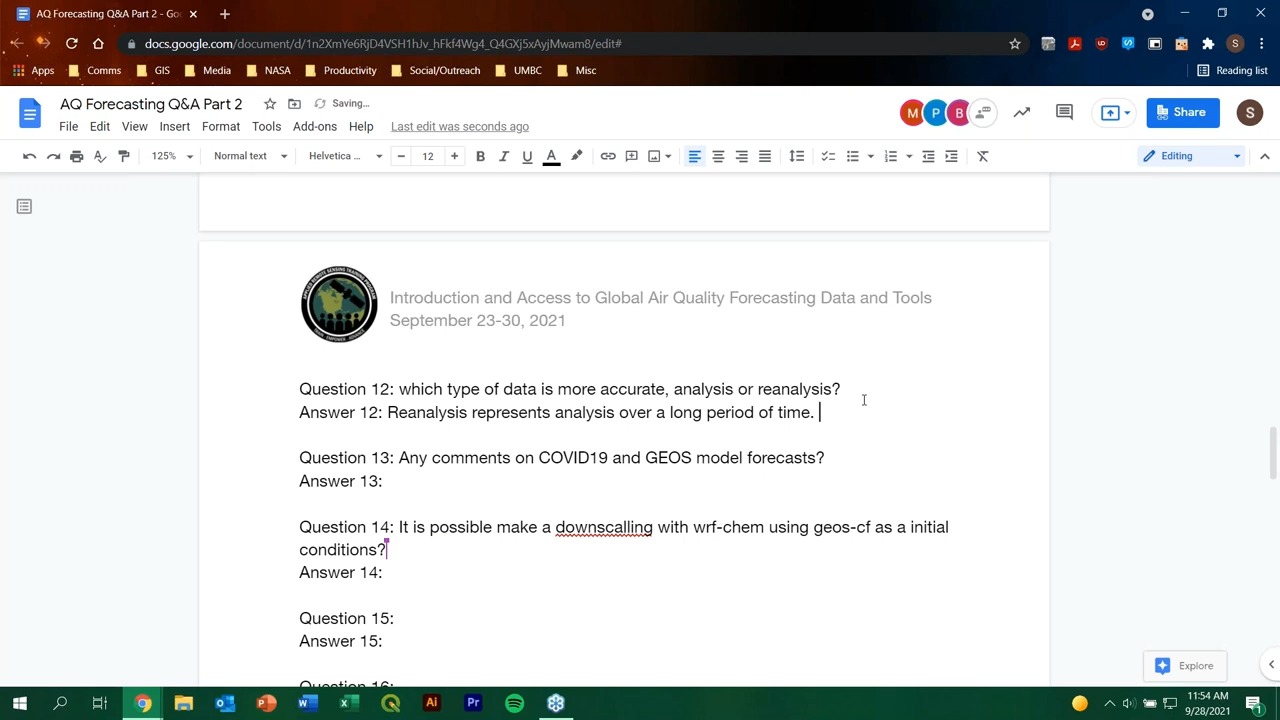 AQ Forecasting Q&A Part 2 - Goo
docs.google.com/document/d/1n2XmYe6RjD4VSH1hJv_hFkf4Wg4_Q4GXj5xAyjMwam8/edit#
S
Apps Comms GIS Media NASA Productivity Social/Outreach UMBC Misc Reading list
AQ Forecasting Q&A Part 2 Saving...
M P B Share S
File Edit View Insert Format Tools Add-ons Help Last edit was seconds ago
125% Normal text Helvetica ... 12 B I U A Editing
Introduction and Access to Global Air Quality Forecasting Data and Tools
September 23-30, 2021
Question 12: which type of data is more accurate, analysis or reanalysis?
Answer 12: Reanalysis represents analysis over a long period of time.
Question 13: Any comments on COVID19 and GEOS model forecasts?
Answer 13:
Question 14: It is possible make a downscalling with wrf-chem using geos-cf as a initial
conditions?
Answer 14:
Question 15:
Answer 15:
Question 16:
Explore
11:54 AM
9/28/2021